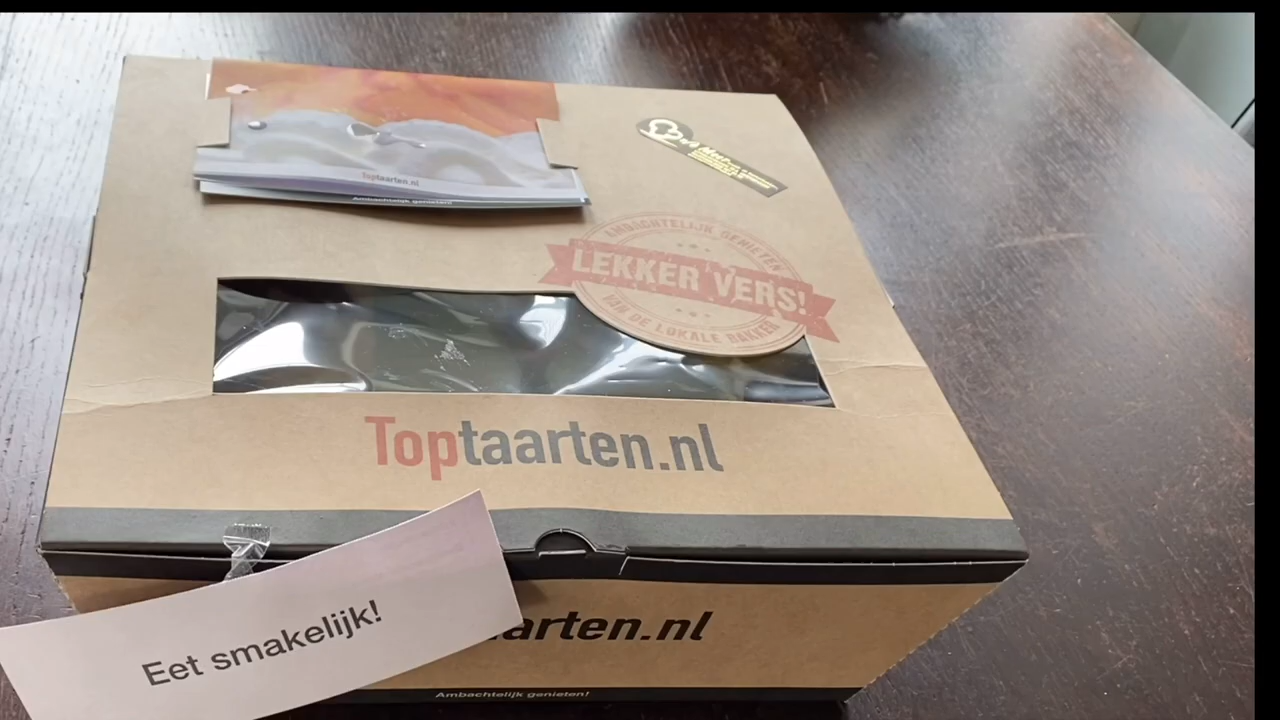 Toptaarten.nl
Ambachtelijk genieten!
AMBACHTELIJK GENIETEN
LEKKER VERS!
VAN DE LOKALE BAKKER
Toptaarten.nl
Eet smakelijk!
aarten.nl
Ambachtelijk genieten!